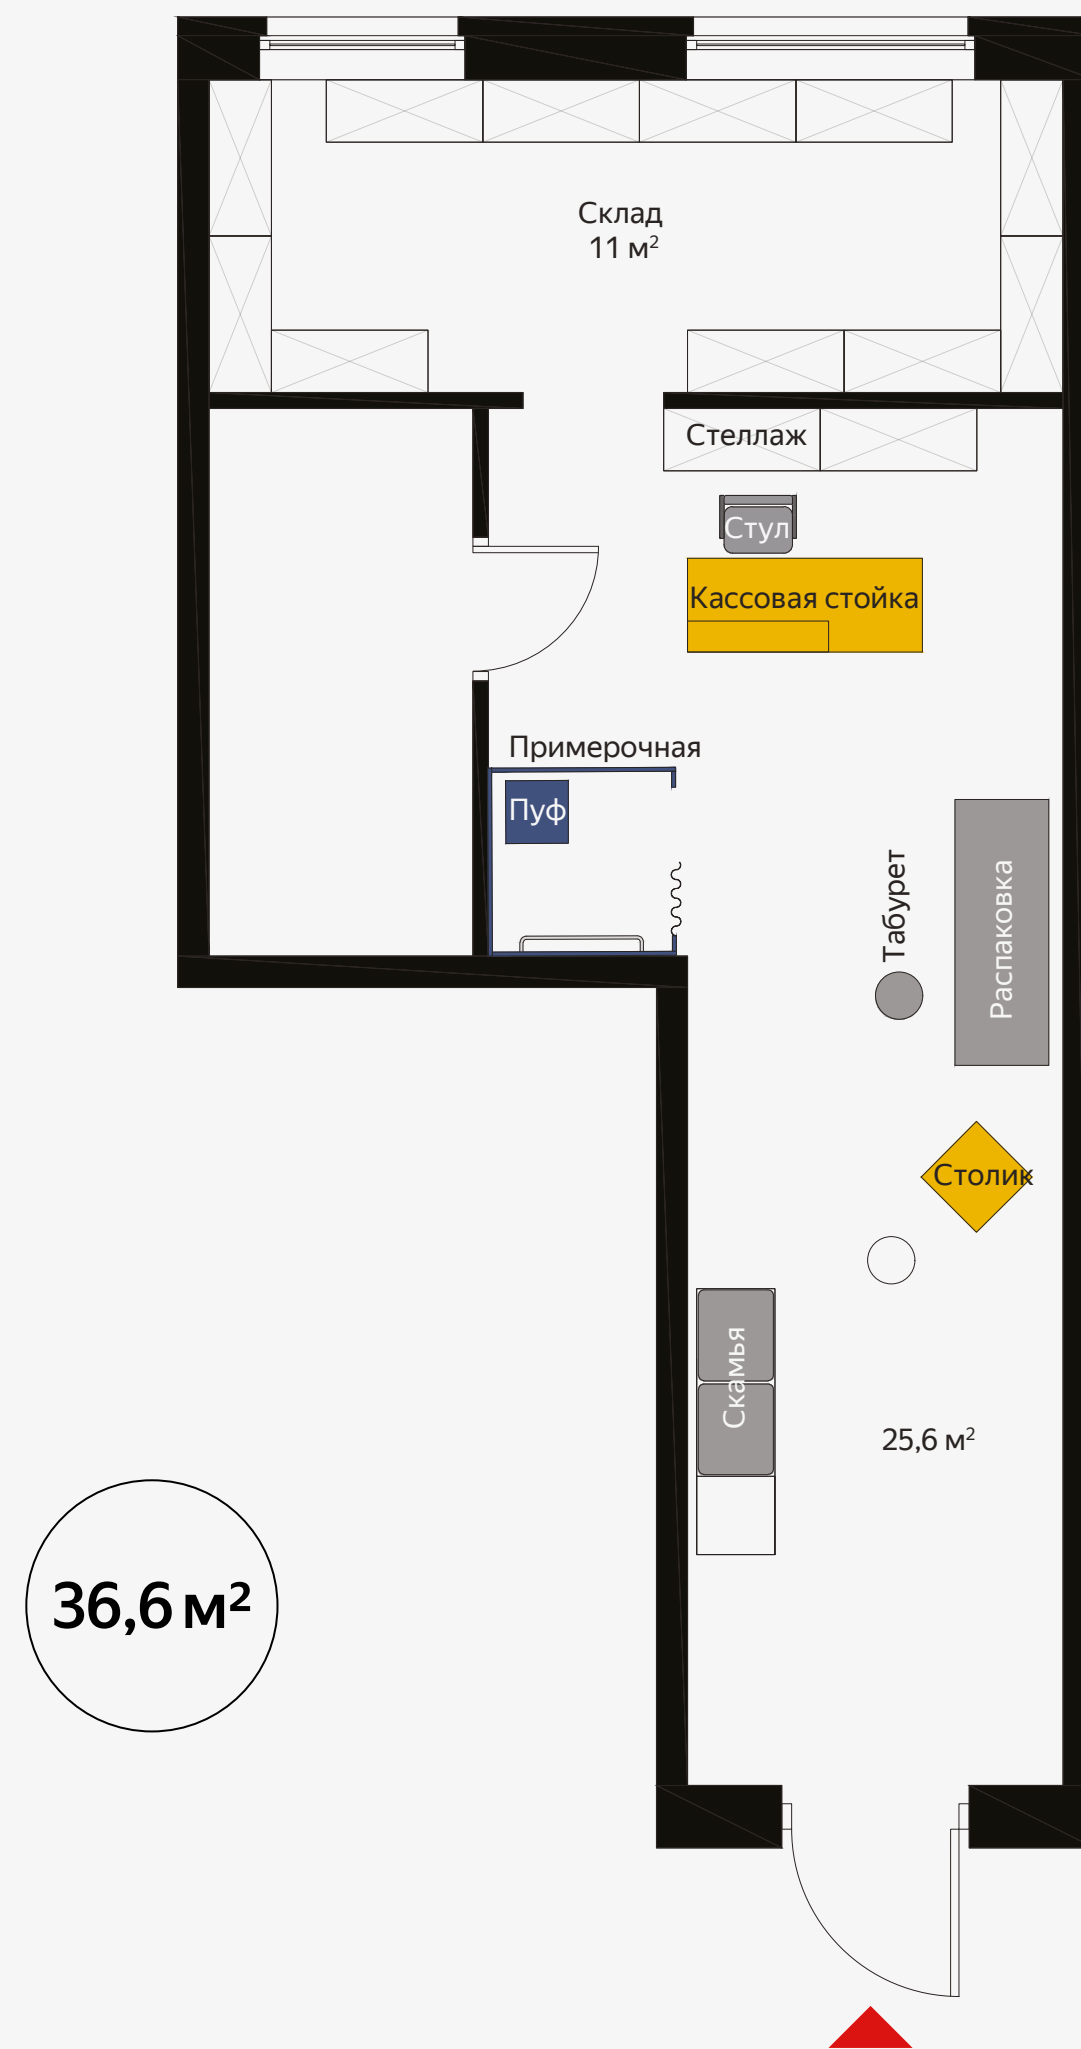 Склад
11 м²
Стеллаж
Стул
Кассовая стойка
Примерочная
Пуф
Табурет
Распаковка
Столик
Скамья
25,6 м²
36,6 м²